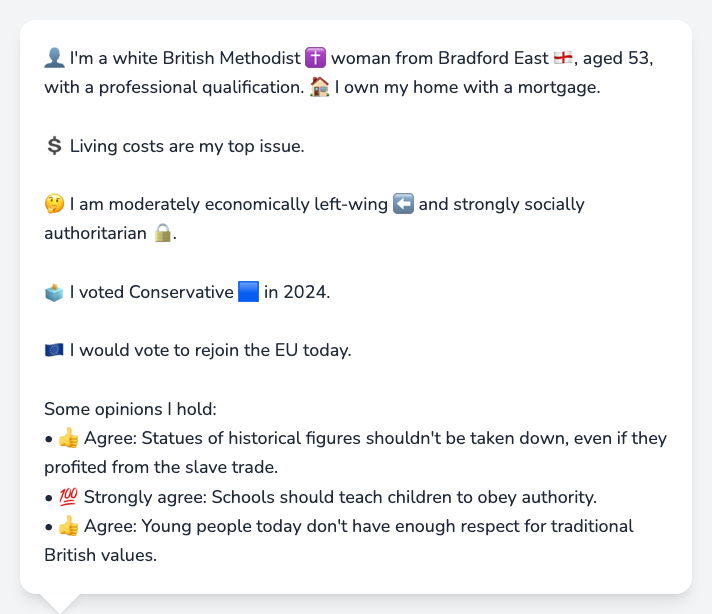 👤 I'm a white British Methodist ✝️ woman from Bradford East 🏴󠁧󠁢󠁥󠁮󠁧󠁿, aged 53,
with a professional qualification. 🏠 I own my home with a mortgage.
💲 Living costs are my top issue.
🤔 I am moderately economically left-wing ⬅️ and strongly socially
authoritarian 🔒.
🗳️ I voted Conservative 🟦 in 2024.
🇪🇺 I would vote to rejoin the EU today.
Some opinions I hold:
• 👍 Agree: Statues of historical figures shouldn't be taken down, even if they
profited from the slave trade.
• 💯 Strongly agree: Schools should teach children to obey authority.
• 👍 Agree: Young people today don't have enough respect for traditional
British values.